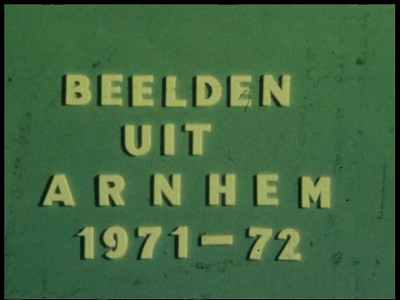 BEELDEN
UIT
ARNHEM
1971-72